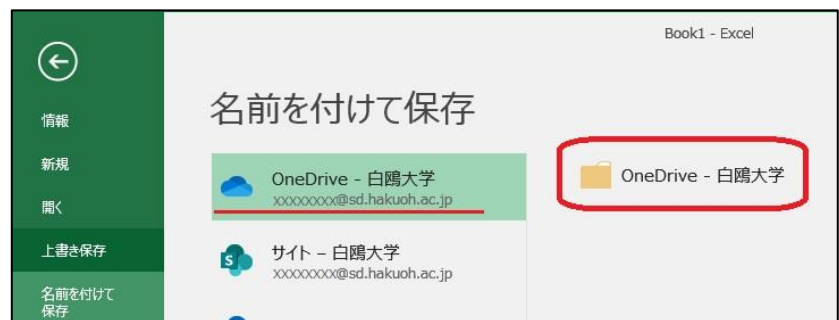 Book1 - Excel
名前を付けて保存
情報
新規
開く
上書き保存
名前を付けて
保存
OneDrive - 白鴎大学
xxxxxxxx@sd.hakuoh.ac.jp
サイト – 白鴎大学
xxxxxxxx@sd.hakuoh.ac.jp
OneDrive - 白鴎大学